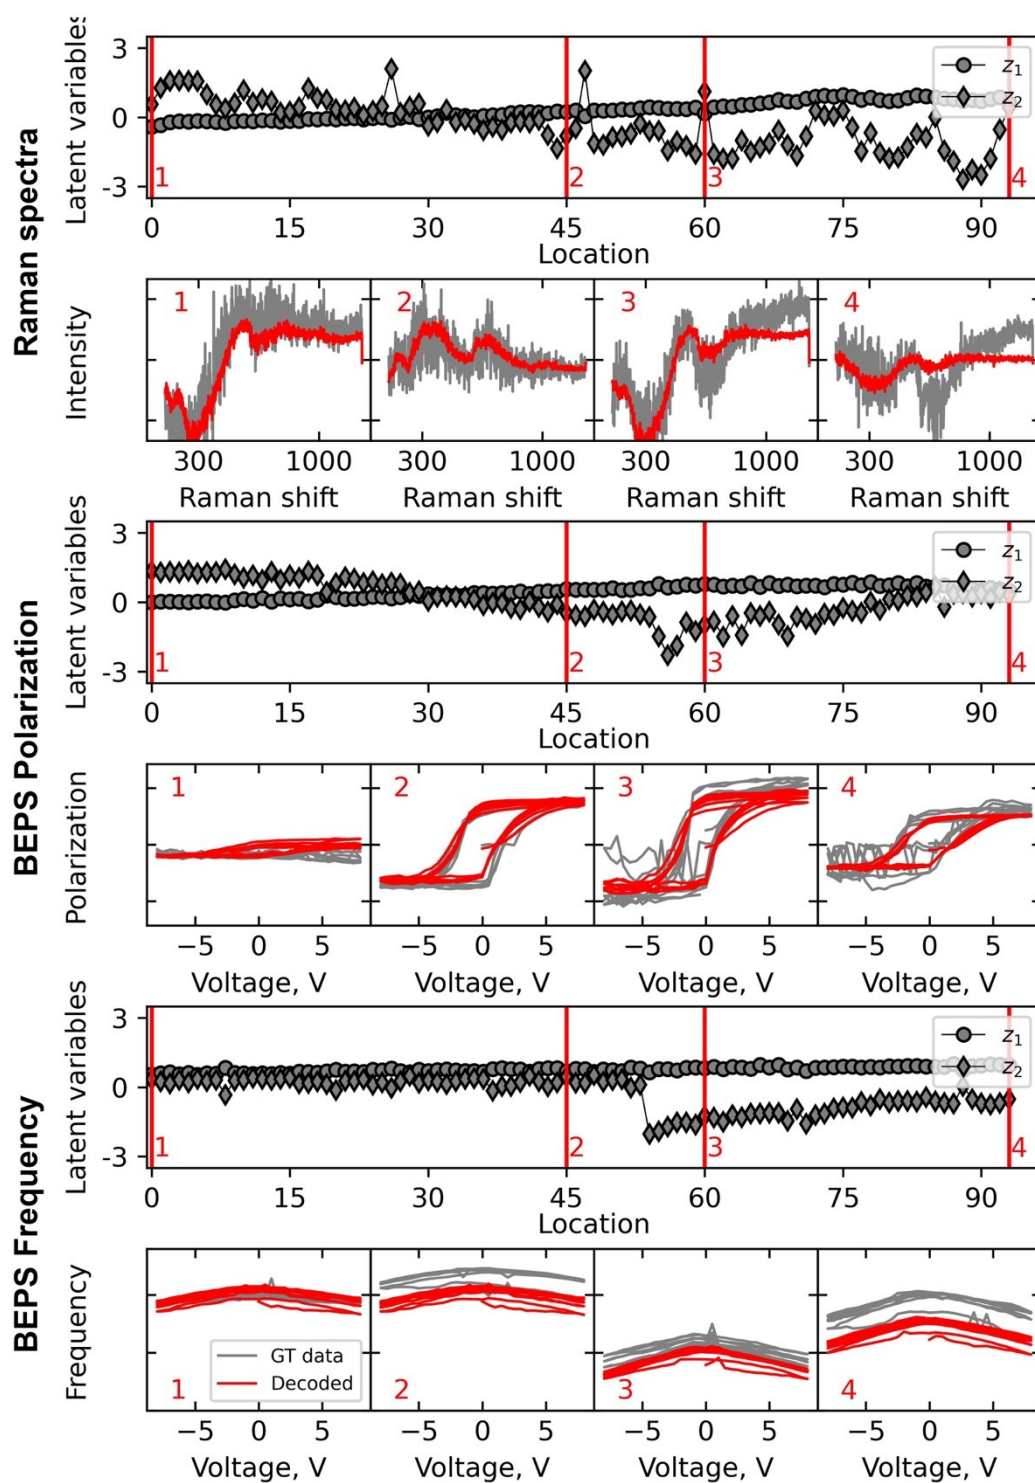 Raman spectra
Latent variables
3
0
-3
1
2
3
4
z1
z2
0 15 30 45 60 75 90
Location
Intensity
1
2
3
4
300 1000 300 1000 300 1000 300 1000
Raman shift Raman shift Raman shift Raman shift
BEPS Polarization
Latent variables
3
0
-3
1
2
3
4
z1
z2
0 15 30 45 60 75 90
Location
Polarization
1
2
3
4
−5 0 5 −5 0 5 −5 0 5 −5 0 5
Voltage, V Voltage, V Voltage, V Voltage, V
BEPS Frequency
Latent variables
3
0
-3
1
2
3
4
z1
z2
0 15 30 45 60 75 90
Location
Frequency
GT data
Decoded
1
2
3
4
−5 0 5 −5 0 5 −5 0 5 −5 0 5
Voltage, V Voltage, V Voltage, V Voltage, V